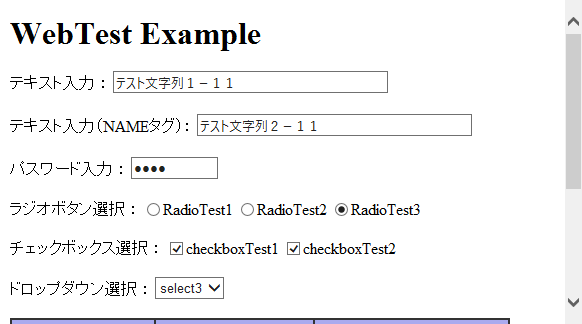 WebTest Example
テキスト入力： テスト文字列１－１１
テキスト入力（NAMEタグ）： テスト文字列２－１１
パスワード入力： ●●●●
ラジオボタン選択： RadioTest1 RadioTest2 RadioTest3
チェックボックス選択： checkboxTest1 checkboxTest2
ドロップダウン選択： select3